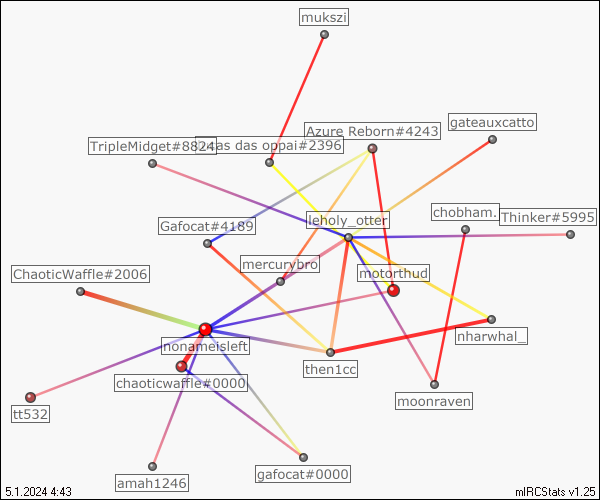 mukszi
gateauxcatto
Azure Reborn#4243
TripleMidget#8824
das oppai#2396
leholy_otter
chobham.
Thinker#5995
Gafocat#4189
mercurybro
motorthud
ChaoticWaffle#2006
nonameisleft
nharwhal_
then1cc
chaoticwaffle#0000
moonraven
tt532
amah1246
gafocat#0000
5.1.2024 4:43
mIRCStats v1.25